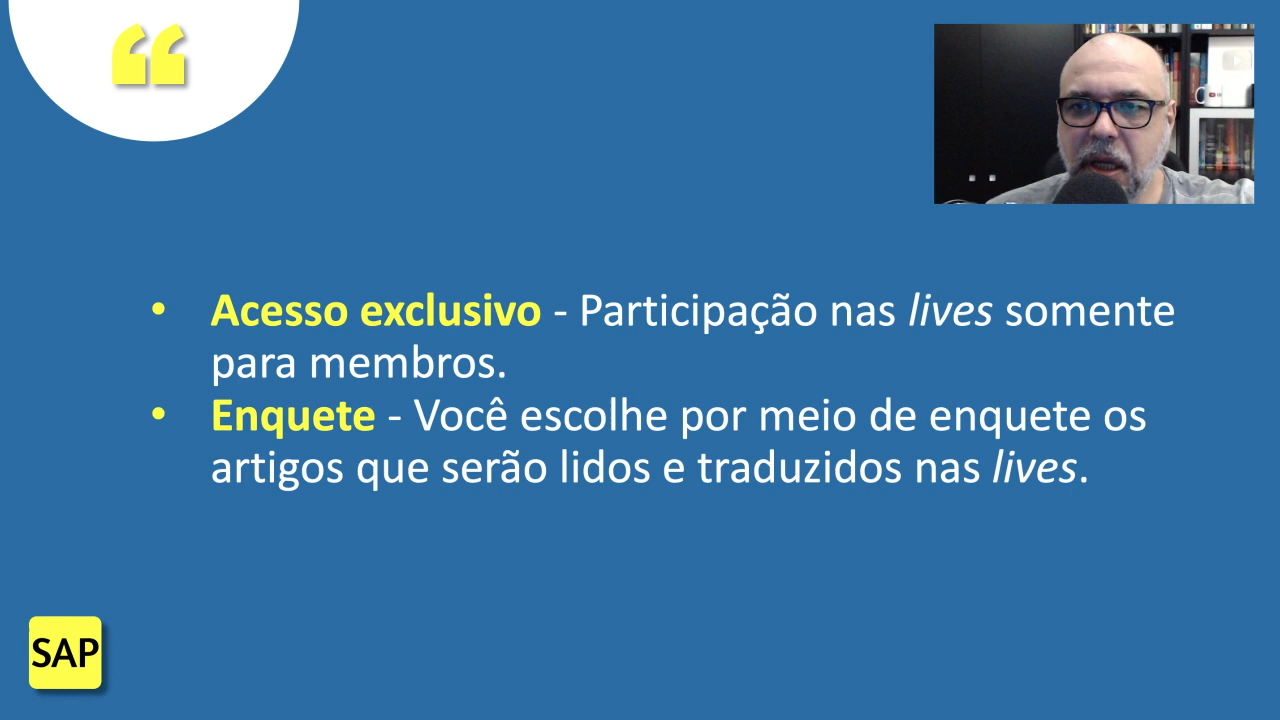 “
• Acesso exclusivo - Participação nas lives somente
para membros.
• Enquete - Você escolhe por meio de enquete os
artigos que serão lidos e traduzidos nas lives.
SAP